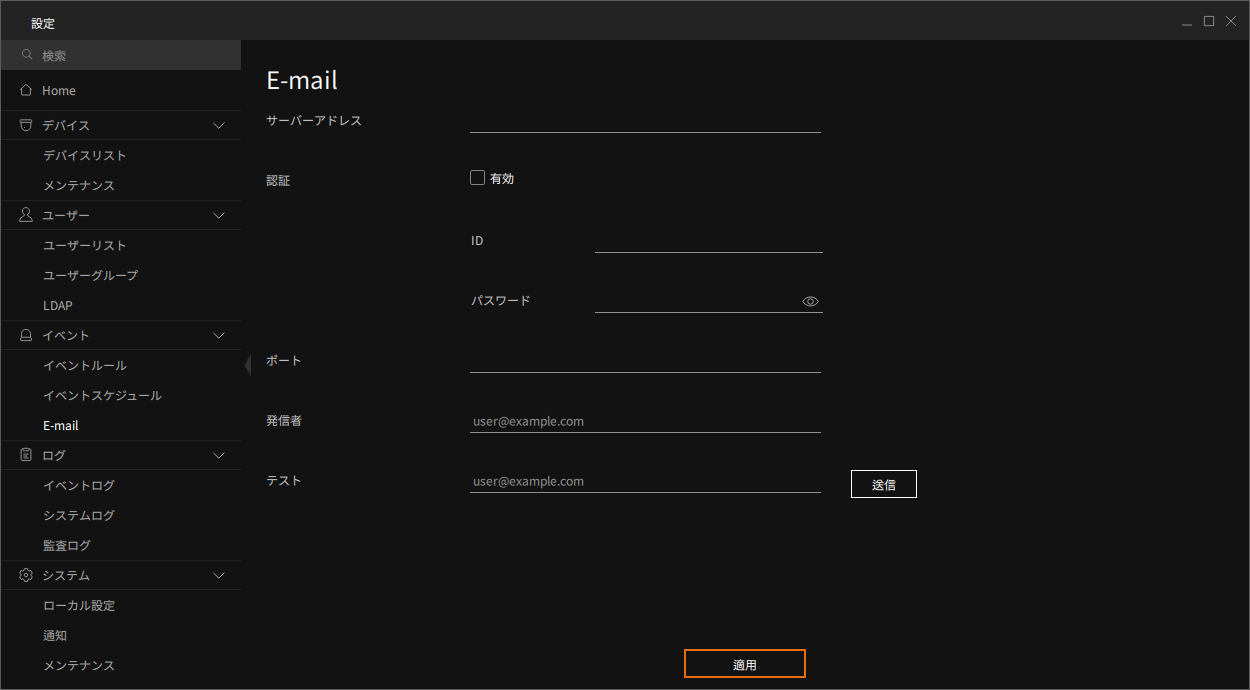 設定
検索
Home
デバイス
デバイスリスト
メンテナンス
ユーザー
ユーザーリスト
ユーザーグループ
LDAP
イベント
イベントルール
イベントスケジュール
E-mail
ログ
イベントログ
システムログ
監査ログ
システム
ローカル設定
通知
メンテナンス
E-mail
サーバーアドレス
認証
有効
ID
パスワード
ポート
発信者
user@example.com
テスト
user@example.com
送信
適用